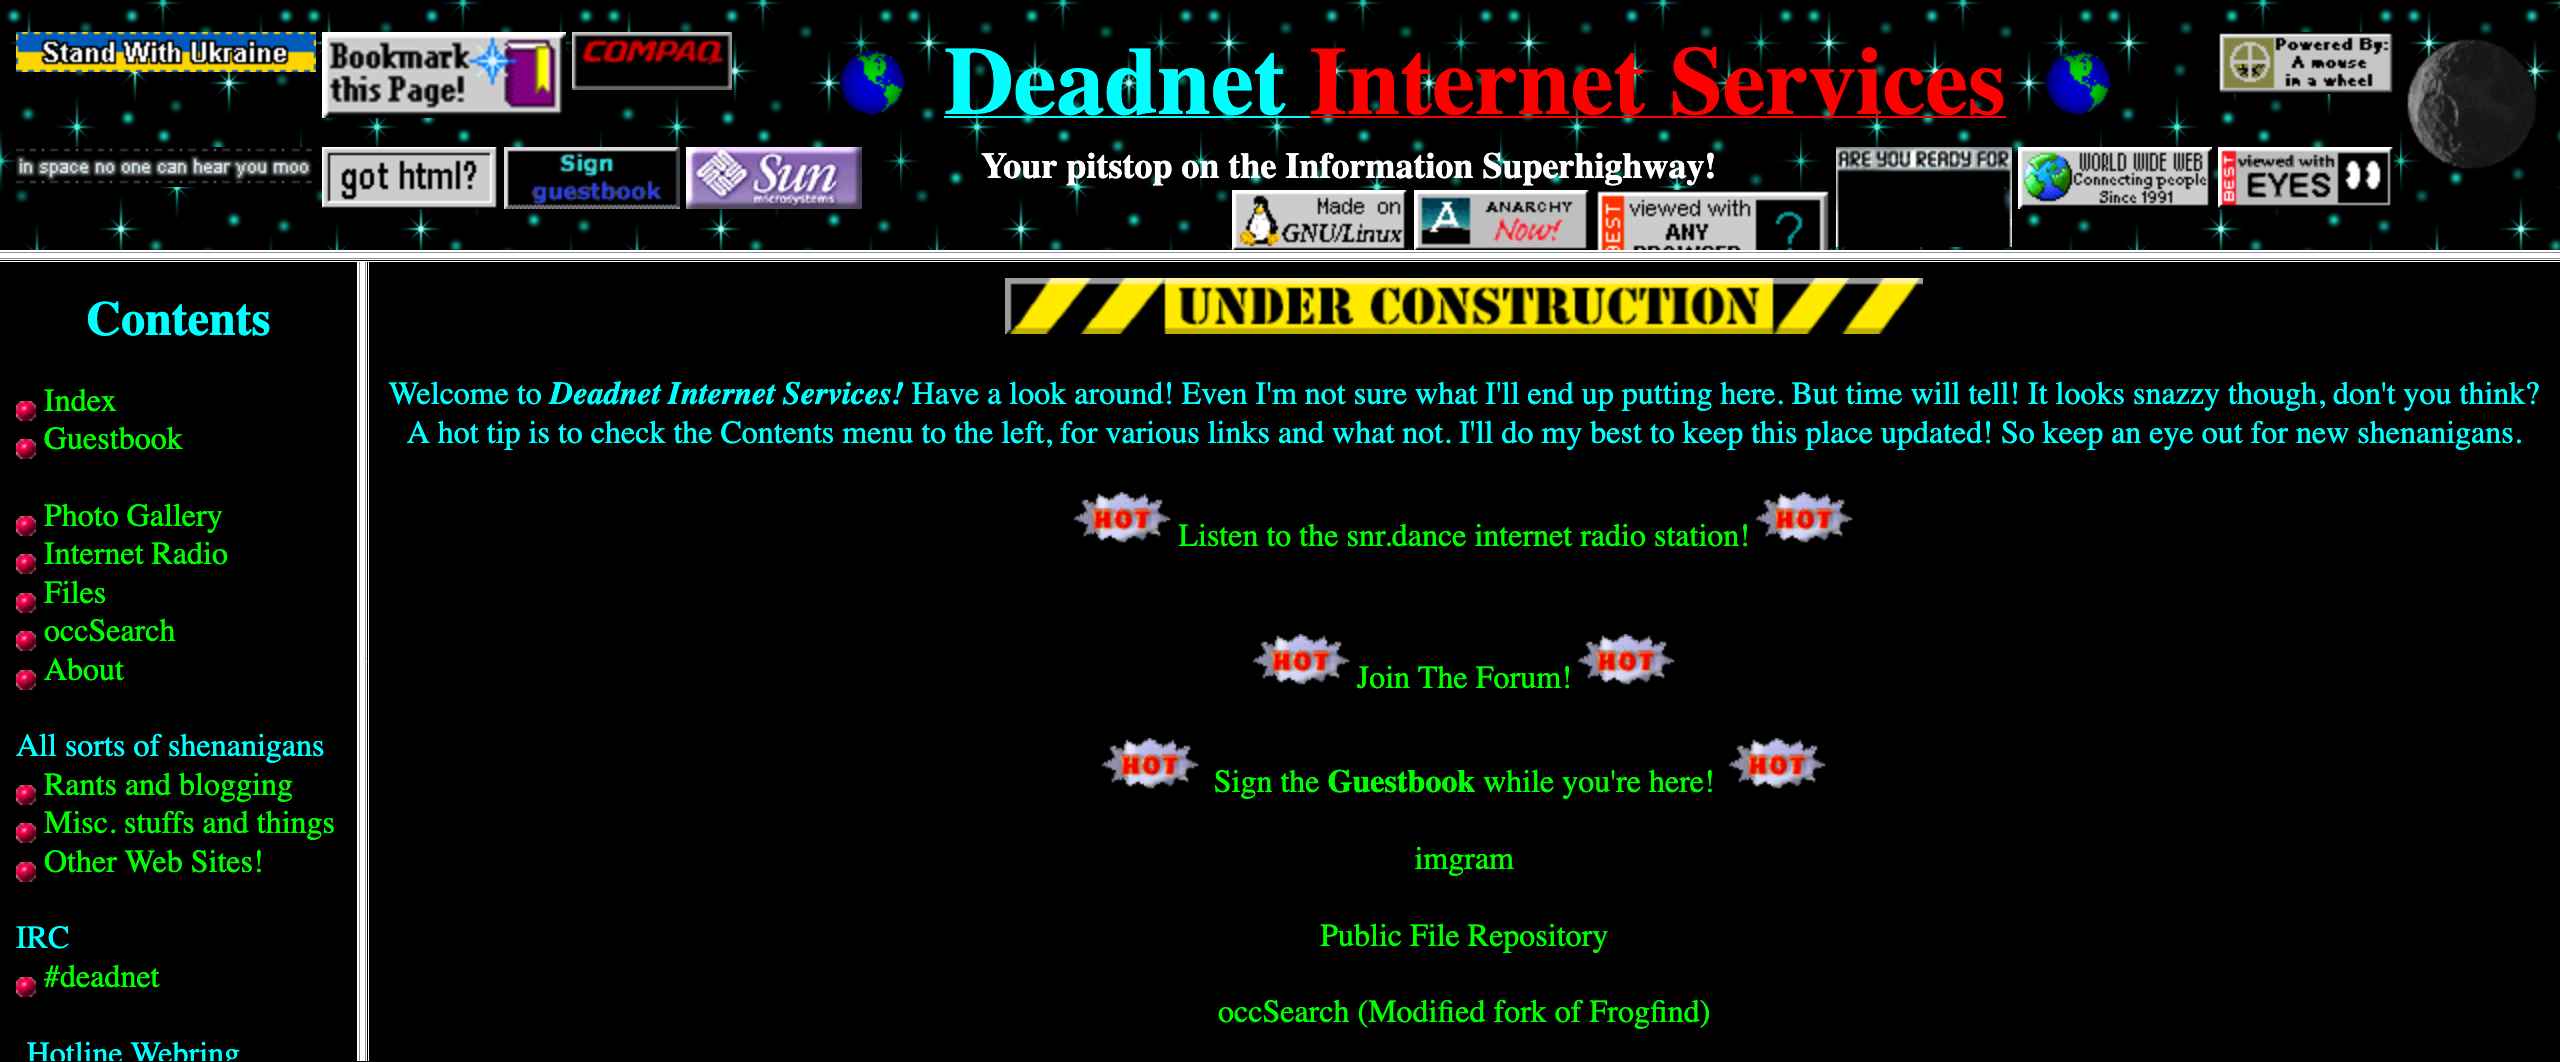 Stand With Ukraine
Bookmark
this Page!
COMPAQ
Deadnet Internet Services
Powered By:
A mouse
in a wheel
in space no one can hear you moo
got html?
Sign
guestbook
Sun
microsystems
Your pitstop on the Information Superhighway!
Made on
GNU/Linux
ANARCHY
Now!
BEST
viewed with
ANY
BROWSER
?
ARE YOU READY FOR
WORLD WIDE WEB
Connecting people
Since 1991
BEST
viewed with
EYES
Contents
Index
Guestbook
Photo Gallery
Internet Radio
Files
occSearch
About
All sorts of shenanigans
Rants and blogging
Misc. stuffs and things
Other Web Sites!
IRC
#deadnet
Hotline Webring
UNDER CONSTRUCTION
Welcome to Deadnet Internet Services! Have a look around! Even I'm not sure what I'll end up putting here. But time will tell! It looks snazzy though, don't you think?
A hot tip is to check the Contents menu to the left, for various links and what not. I'll do my best to keep this place updated! So keep an eye out for new shenanigans.
HOT Listen to the snr.dance internet radio station! HOT
HOT Join The Forum! HOT
HOT Sign the Guestbook while you're here! HOT
imgram
Public File Repository
occSearch (Modified fork of Frogfind)